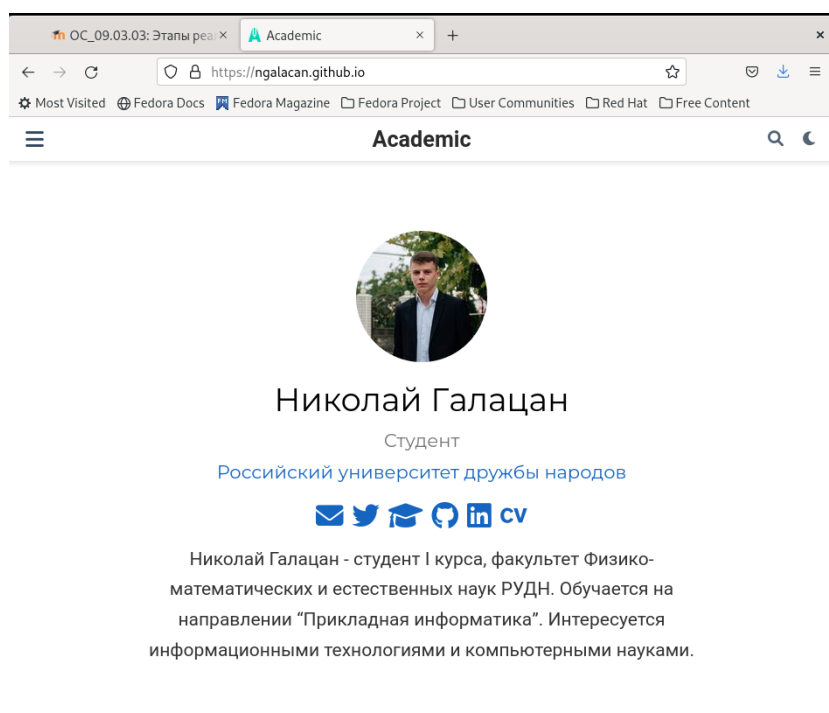 ОС_09.03.03: Этапы реа
Academic
https://ngalacan.github.io
Most Visited Fedora Docs Fedora Magazine Fedora Project User Communities Red Hat Free Content
Academic
Николай Галацан
Студент
Российский университет дружбы народов
CV
Николай Галацан - студент I курса, факультет Физико-
математических и естественных наук РУДН. Обучается на
направлении “Прикладная информатика”. Интересуется
информационными технологиями и компьютерными науками.